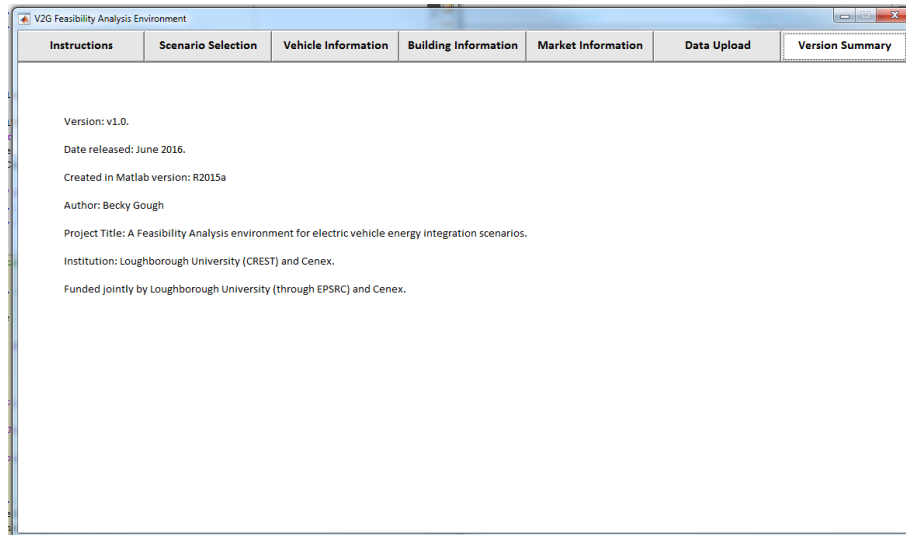 V2G Feasibility Analysis Environment
Instructions Scenario Selection Vehicle Information Building Information Market Information Data Upload Version Summary
Version: v1.0.
Date released: June 2016.
Created in Matlab version: R2015a
Author: Becky Gough
Project Title: A Feasibility Analysis environment for electric vehicle energy integration scenarios.
Institution: Loughborough University (CREST) and Cenex.
Funded jointly by Loughborough University (through EPSRC) and Cenex.